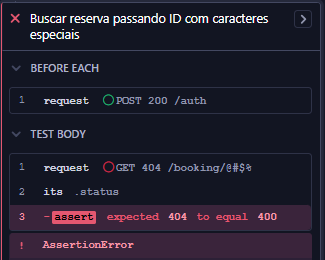 Buscar reserva passando ID com caracteres
especiais
BEFORE EACH
1 request POST 200 /auth
TEST BODY
1 request GET 404 /booking/@#$%
2 its .status
3 -assert expected 404 to equal 400
! AssertionError